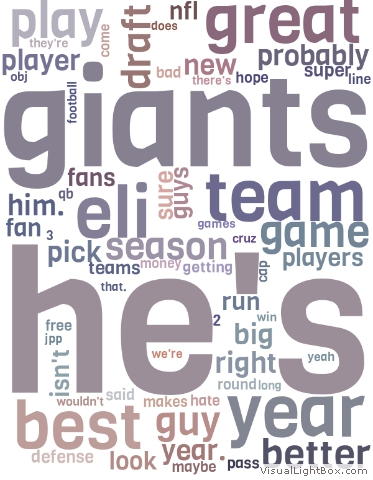 play
nfl
great
they're
come
draft
does
player
bad
new
probably
obj
football
there's
hope
super
line
giants
fans
sure
guys
team
him.
qb
eli
games
fan
3
season
cruz
game
pick
teams
money
getting
cap
players
that.
he's
run
2
win
free
big
jpp
isn't
we're
right
yeah
round
long
wouldn't
said
makes
hate
year
best
guy
defense
look
year.
maybe
pass
better
VisualLightBox.com